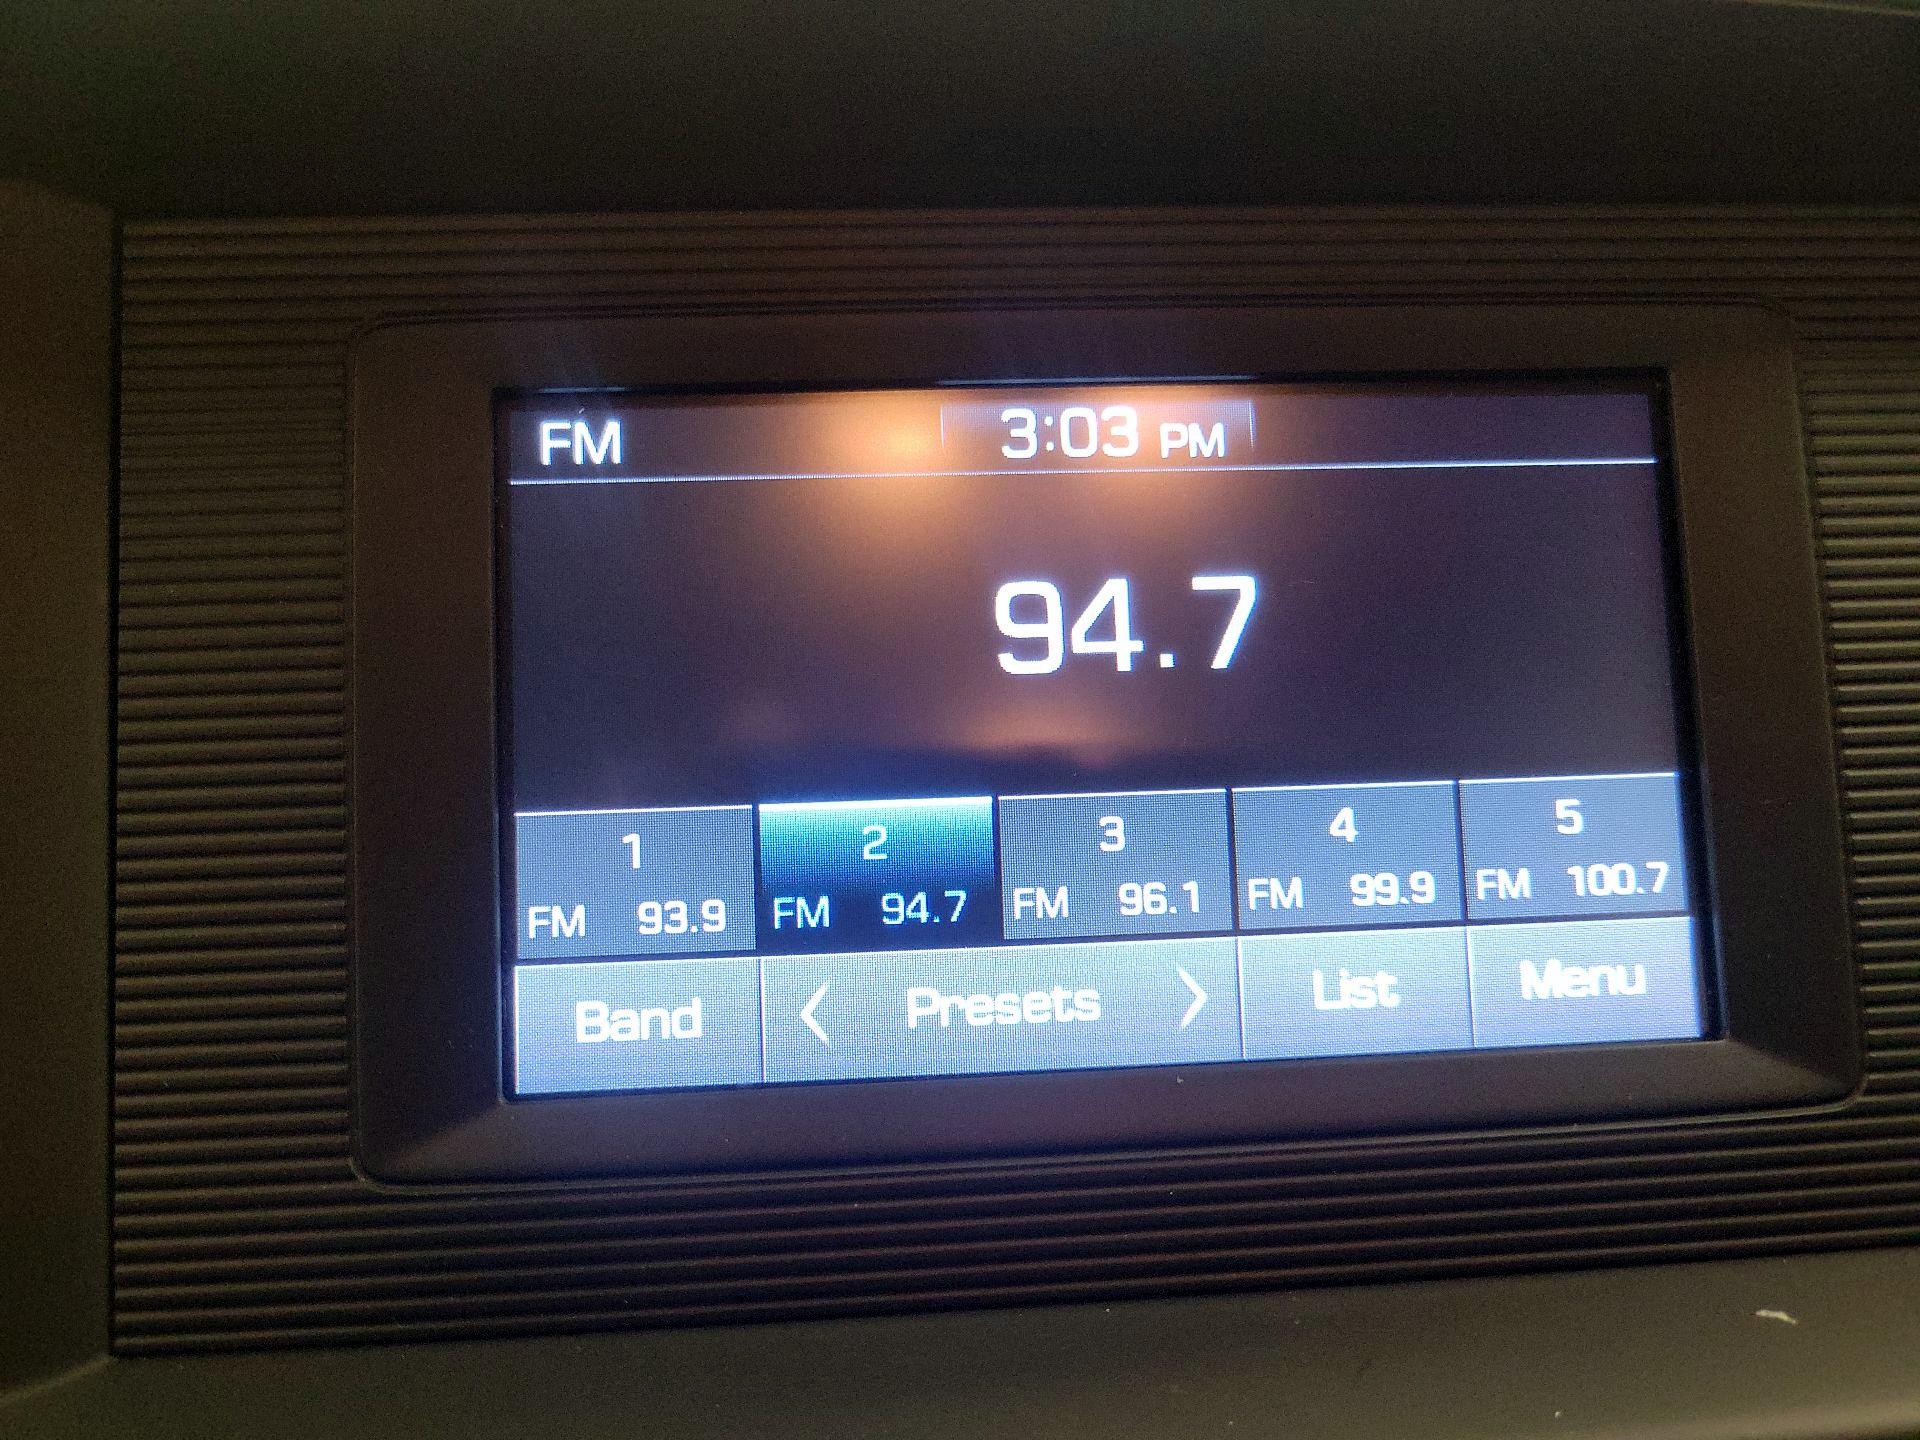 FM 3:03 PM
94.7
1 2 3 4 5
FM 93.9 FM 94.7 FM 96.1 FM 99.9 FM 100.7
Band < Presets > List Menu